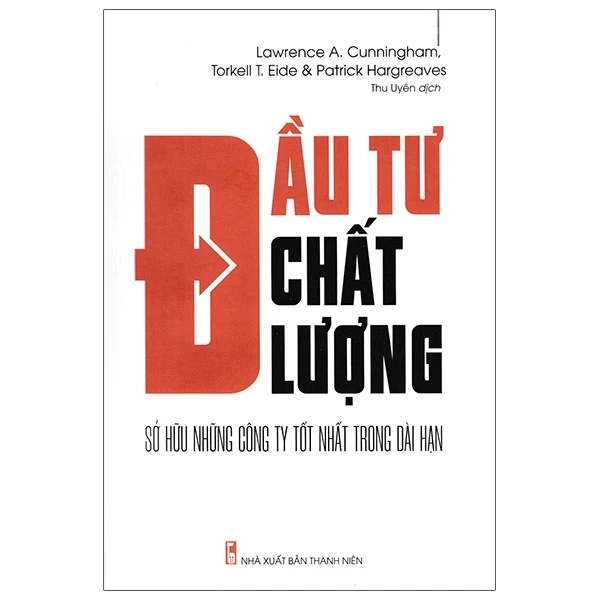 Lawrence A. Cunningham,
Torkell T. Eide & Patrick Hargreaves
Thu Uyên dịch
ĐẦU TƯ
CHẤT
LƯỢNG
SỞ HỮU NHỮNG CÔNG TY TỐT NHẤT TRONG DÀI HẠN
NHÀ XUẤT BẢN THANH NIÊN